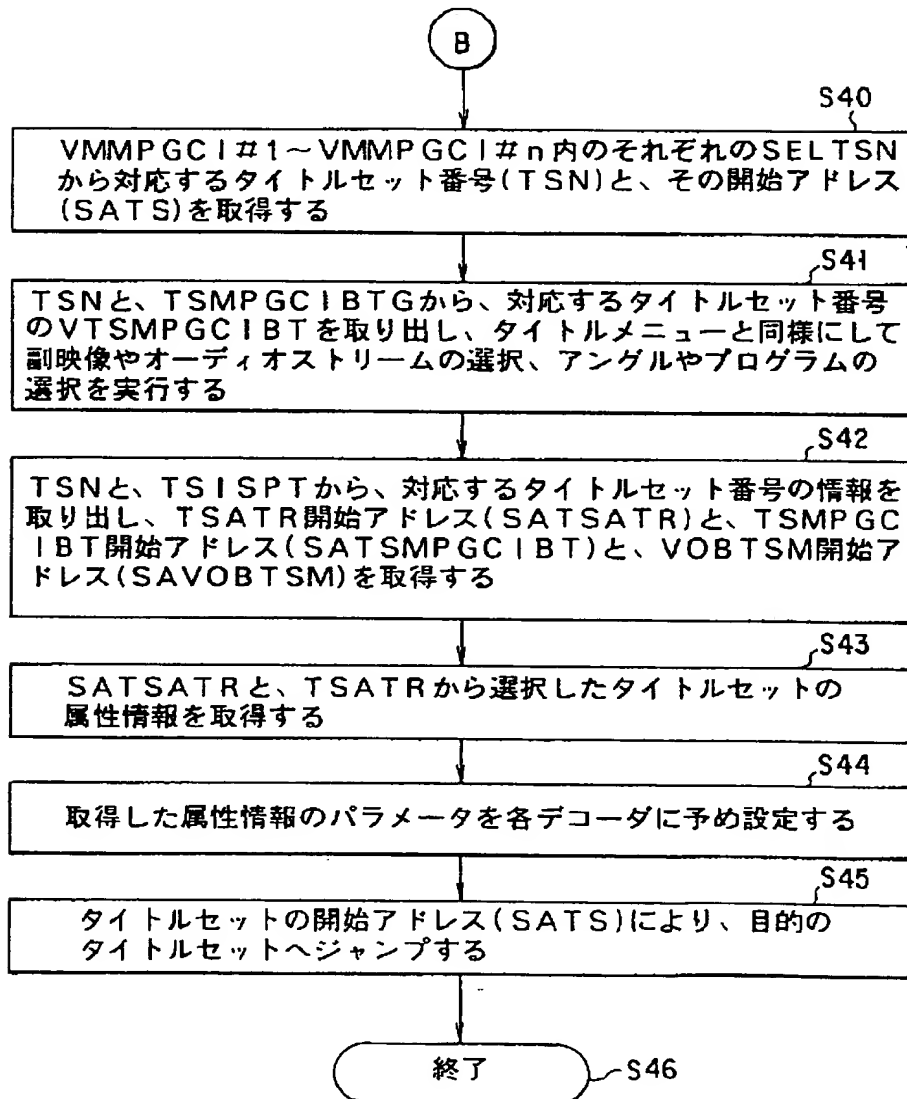 B
S40
VMMPGCI#1～VMMPGCI#n内のそれぞれのSELTSN
から対応するタイトルセット番号(TSN)と、その開始アドレス
(SATS)を取得する
S41
TSNと、TSMPGCIBTGから、対応するタイトルセット番号
のVTSMPGCIBTを取り出し、タイトルメニューと同様にして
副映像やオーディオストリームの選択、アングルやプログラムの
選択を実行する
S42
TSNと、TSISPTから、対応するタイトルセット番号の情報を
取り出し、TSATR開始アドレス(SATSATR)と、TSMPGC
IBT開始アドレス(SATSMPGCIBT)と、VOBTSM開始ア
ドレス(SAVOBTSM)を取得する
S43
SATSATRと、TSATRから選択したタイトルセットの
属性情報を取得する
S44
取得した属性情報のパラメータを各デコーダに予め設定する
S45
タイトルセットの開始アドレス(SATS)により、目的の
タイトルセットへジャンプする
終了
S46